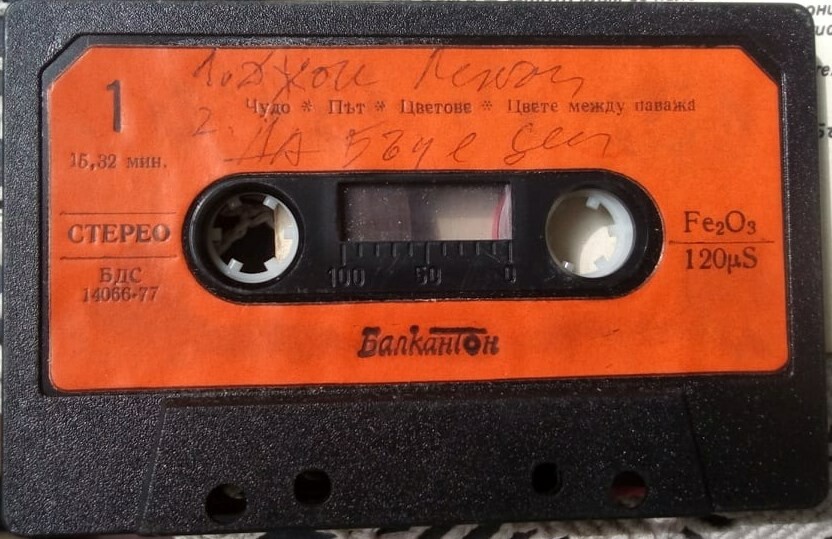 1. Джон Ленон
1
Чудо * Път * Цветове * Цвете между паважа
2. Да бъде ден
15,32 мин.
СТЕРЕО
БДС
14066-77
100 50 0
Fe₂O₃
120µS
Балкантон